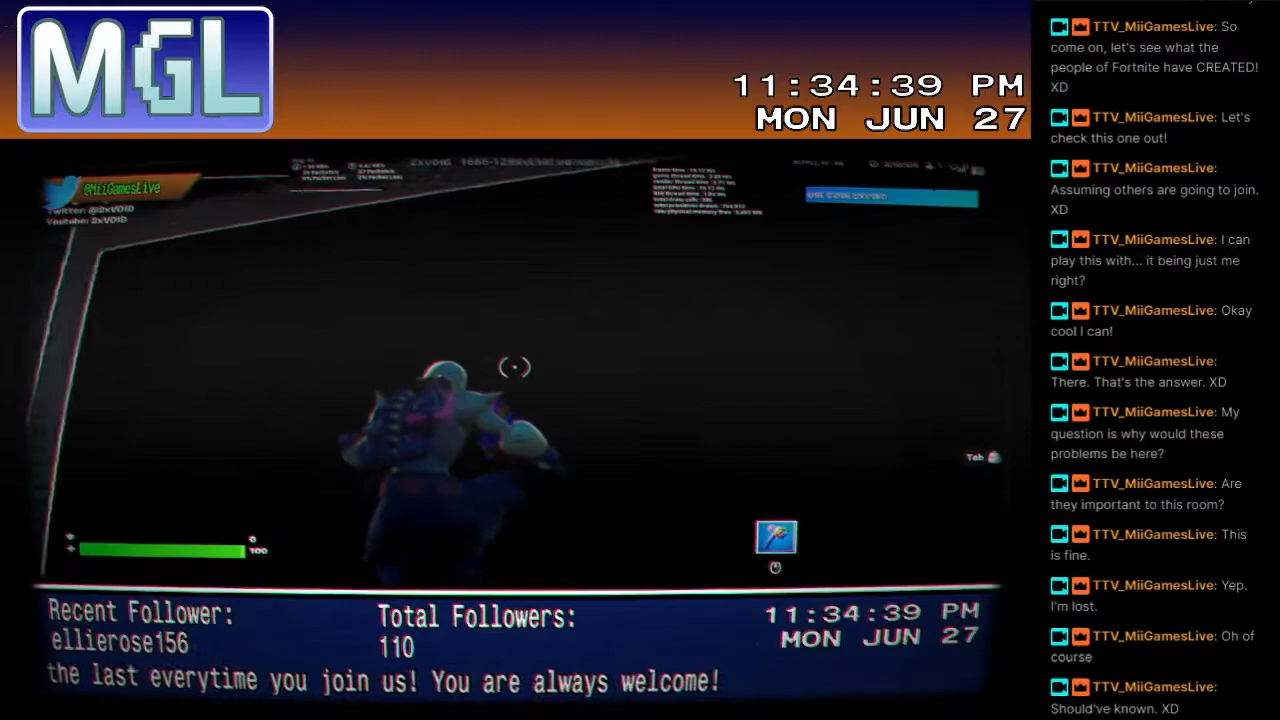 MGL
11:34:39 PM
MON JUN 27
@MiiGamesLive
Twitter: @2xVOID
Youtube: 2xVOID
Tab
100
Recent Follower:
ellierose156
Total Followers:
110
11:34:39 PM
MON JUN 27
the last everytime you join us! You are always welcome!
TTV_MiiGamesLive: So
come on, let's see what the
people of Fortnite have CREATED!
XD
TTV_MiiGamesLive: Let's
check this one out!
TTV_MiiGamesLive:
Assuming others are going to join.
XD
TTV_MiiGamesLive: I can
play this with... it being just me
right?
TTV_MiiGamesLive: Okay
cool I can!
TTV_MiiGamesLive:
There. That's the answer. XD
TTV_MiiGamesLive: My
question is why would these
problems be here?
TTV_MiiGamesLive: Are
they important to this room?
TTV_MiiGamesLive: This
is fine.
TTV_MiiGamesLive: Yep.
I'm lost.
TTV_MiiGamesLive: Oh of
course
TTV_MiiGamesLive:
Should've known. XD